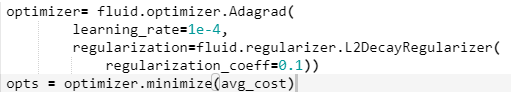 optimizer= fluid.optimizer.Adagrad(
learning_rate=1e-4,
regularization=fluid.regularizer.L2DecayRegularizer(
regularization_coeff=0.1))
opts = optimizer.minimize(avg_cost)